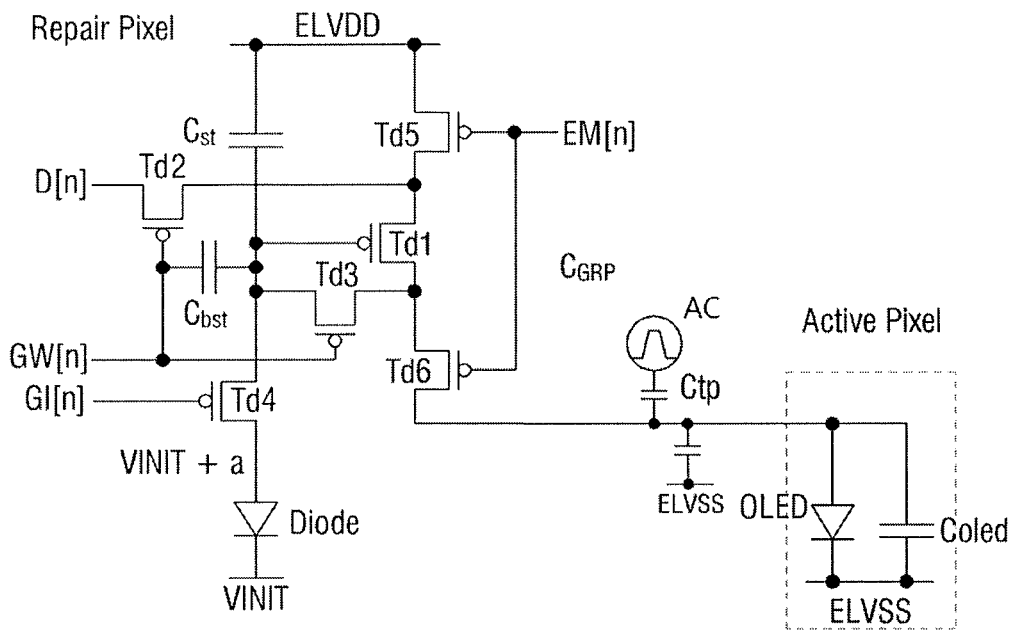 Repair Pixel
ELVDD
Cst
Td5
EM[n]
Td2
D[n]
Td1
Td3
CGRP
Cbst
AC
Active Pixel
GW[n]
Td6
Ctp
GI[n]
Td4
VINIT + a
ELVSS
OLED
Diode
Coled
VINIT
ELVSS